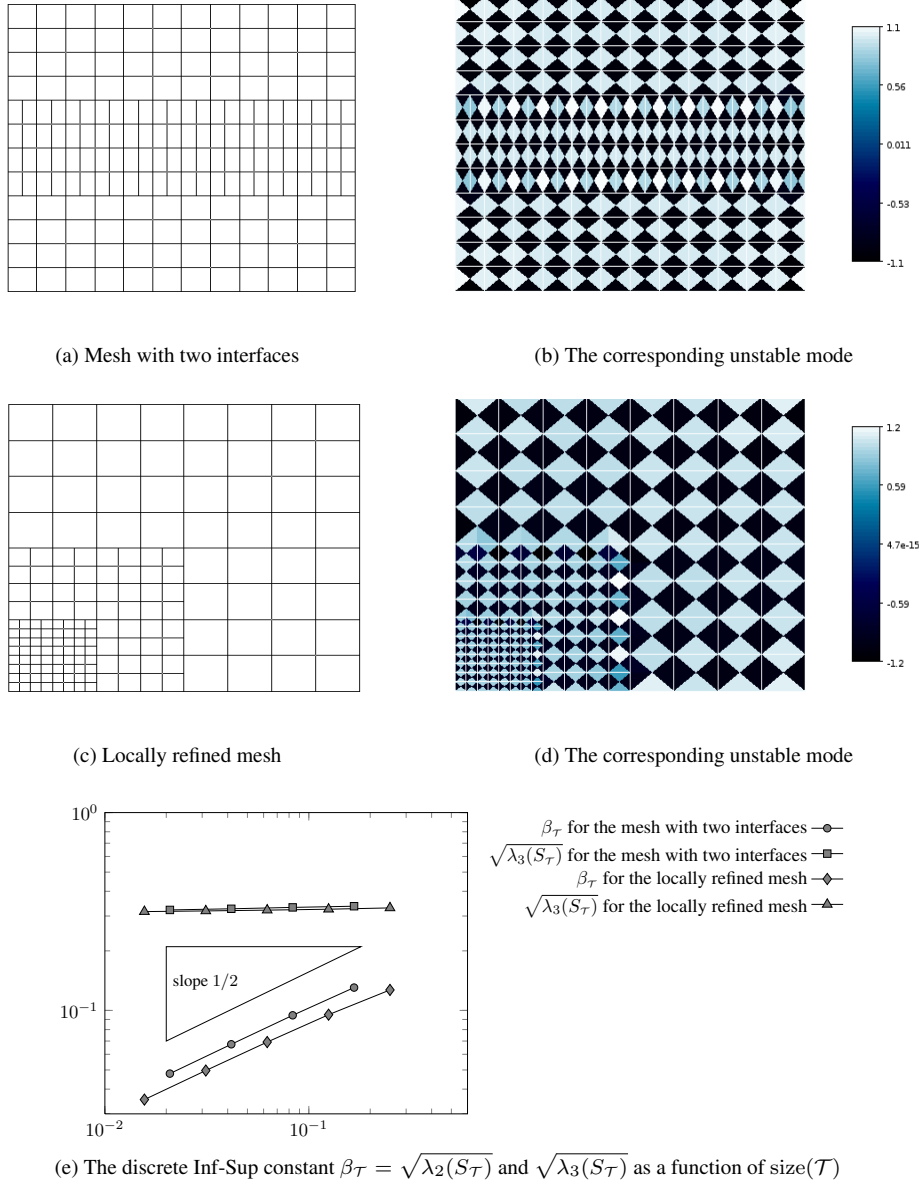 1.1
0.56
0.011
-0.53
-1.1
(a) Mesh with two interfaces
(b) The corresponding unstable mode
1.2
0.59
4.7e-15
-0.59
-1.2
(c) Locally refined mesh
(d) The corresponding unstable mode
10^0
10^{-1}
10^{-2}
10^{-1}
slope 1/2
β_𝒯 for the mesh with two interfaces
√λ₃(S_𝒯) for the mesh with two interfaces
β_𝒯 for the locally refined mesh
√λ₃(S_𝒯) for the locally refined mesh
(e) The discrete Inf-Sup constant β_𝒯 = √λ₂(S_𝒯) and √λ₃(S_𝒯) as a function of size(𝒯)